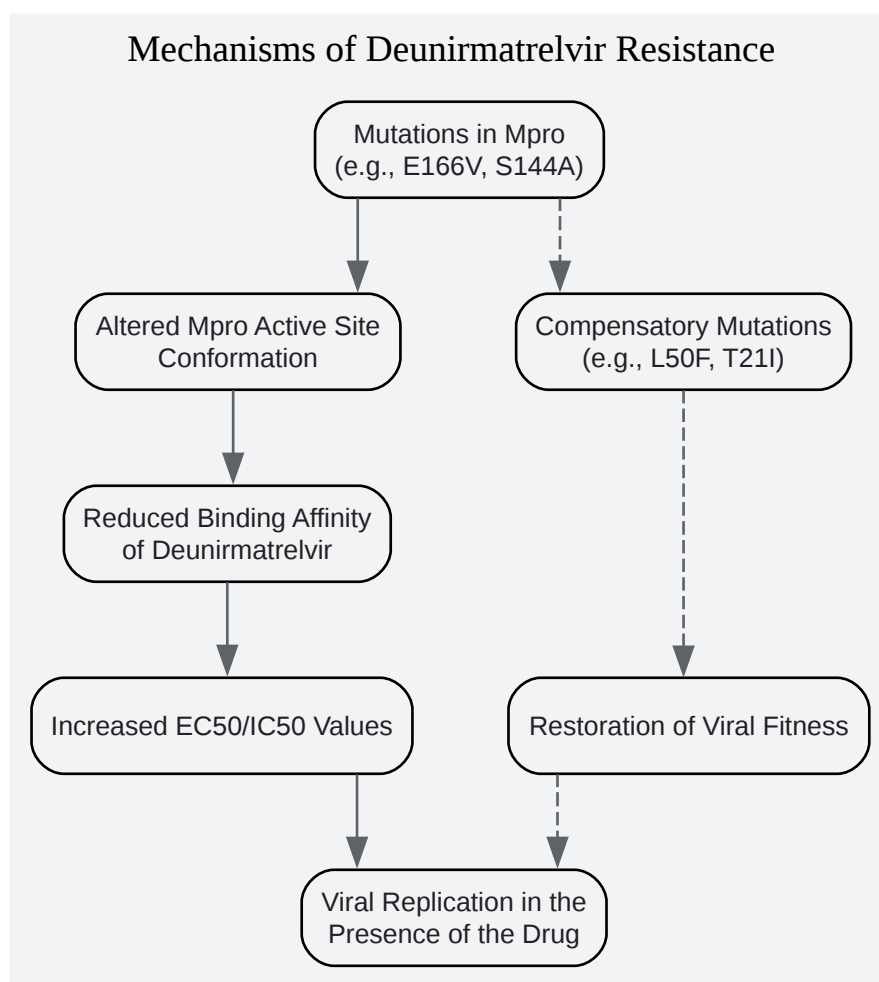 Mechanisms of Deunirmatrelvir Resistance
Mutations in Mpro
(e.g., E166V, S144A)
Altered Mpro Active Site
Conformation
Compensatory Mutations
(e.g., L50F, T21I)
Reduced Binding Affinity
of Deunirmatrelvir
Increased EC50/IC50 Values
Restoration of Viral Fitness
Viral Replication in the
Presence of the Drug